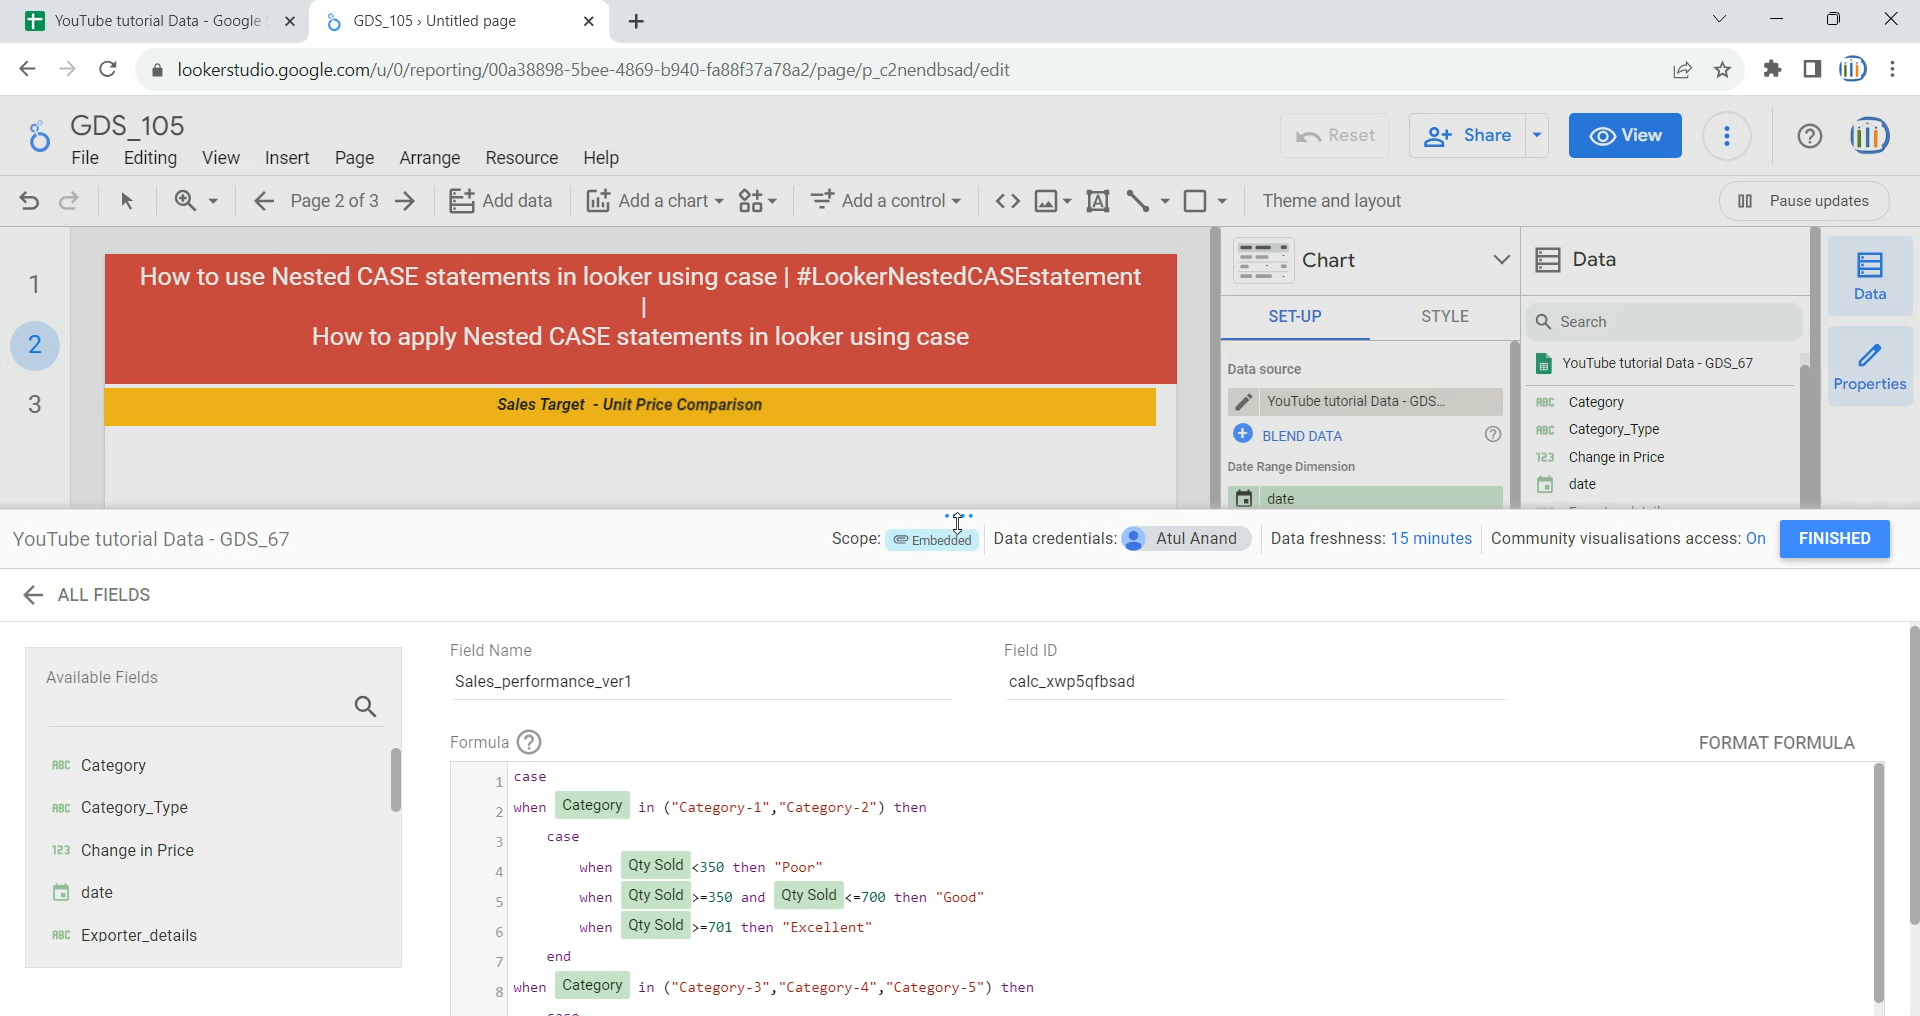 YouTube tutorial Data - Google
GDS_105 › Untitled page
lookerstudio.google.com/u/0/reporting/00a38898-5bee-4869-b940-fa88f37a78a2/page/p_c2nendbsad/edit
GDS_105
File Editing View Insert Page Arrange Resource Help
Reset Share View
Page 2 of 3 Add data Add a chart Add a control Theme and layout Pause updates
1
2
3
How to use Nested CASE statements in looker using case | #LookerNestedCASEstatement
|
How to apply Nested CASE statements in looker using case
Sales Target - Unit Price Comparison
Chart
SET-UP STYLE
Data source
YouTube tutorial Data - GDS...
BLEND DATA
Date Range Dimension
date
Data
Search
YouTube tutorial Data - GDS_67
ABC Category
ABC Category_Type
123 Change in Price
date
Data
Properties
YouTube tutorial Data - GDS_67
Scope: Embedded Data credentials: Atul Anand Data freshness: 15 minutes Community visualisations access: On FINISHED
ALL FIELDS
Available Fields
ABC Category
ABC Category_Type
123 Change in Price
date
ABC Exporter_details
Field Name
Sales_performance_ver1
Field ID
calc_xwp5qfbsad
Formula
FORMAT FORMULA
1 case
2 when Category in ("Category-1","Category-2") then
3 case
4 when Qty Sold <350 then "Poor"
5 when Qty Sold >=350 and Qty Sold <=700 then "Good"
6 when Qty Sold >=701 then "Excellent"
7 end
8 when Category in ("Category-3","Category-4","Category-5") then